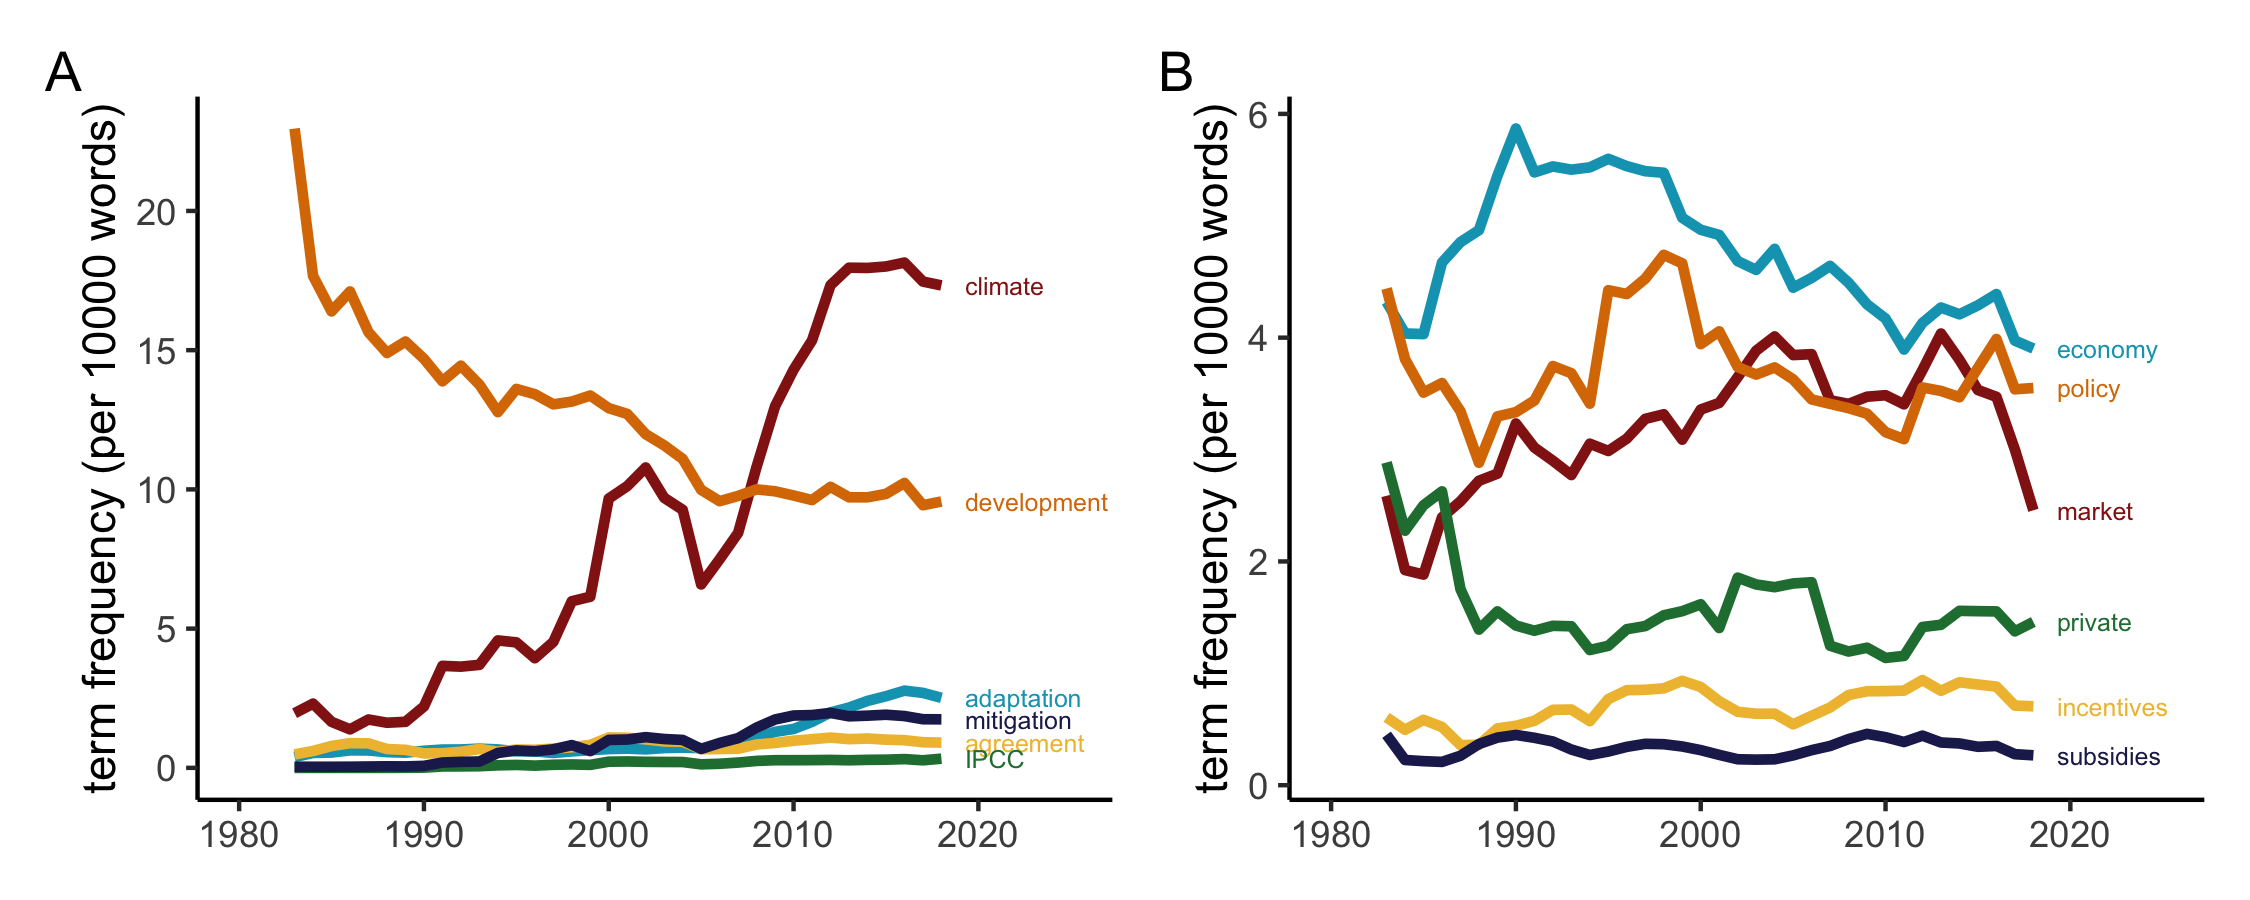 A
term frequency (per 10000 words)
20
15
10
5
0
1980 1990 2000 2010 2020
climate
development
adaptation
mitigation
agreement
IPCC
B
term frequency (per 10000 words)
6
4
2
0
1980 1990 2000 2010 2020
economy
policy
market
private
incentives
subsidies